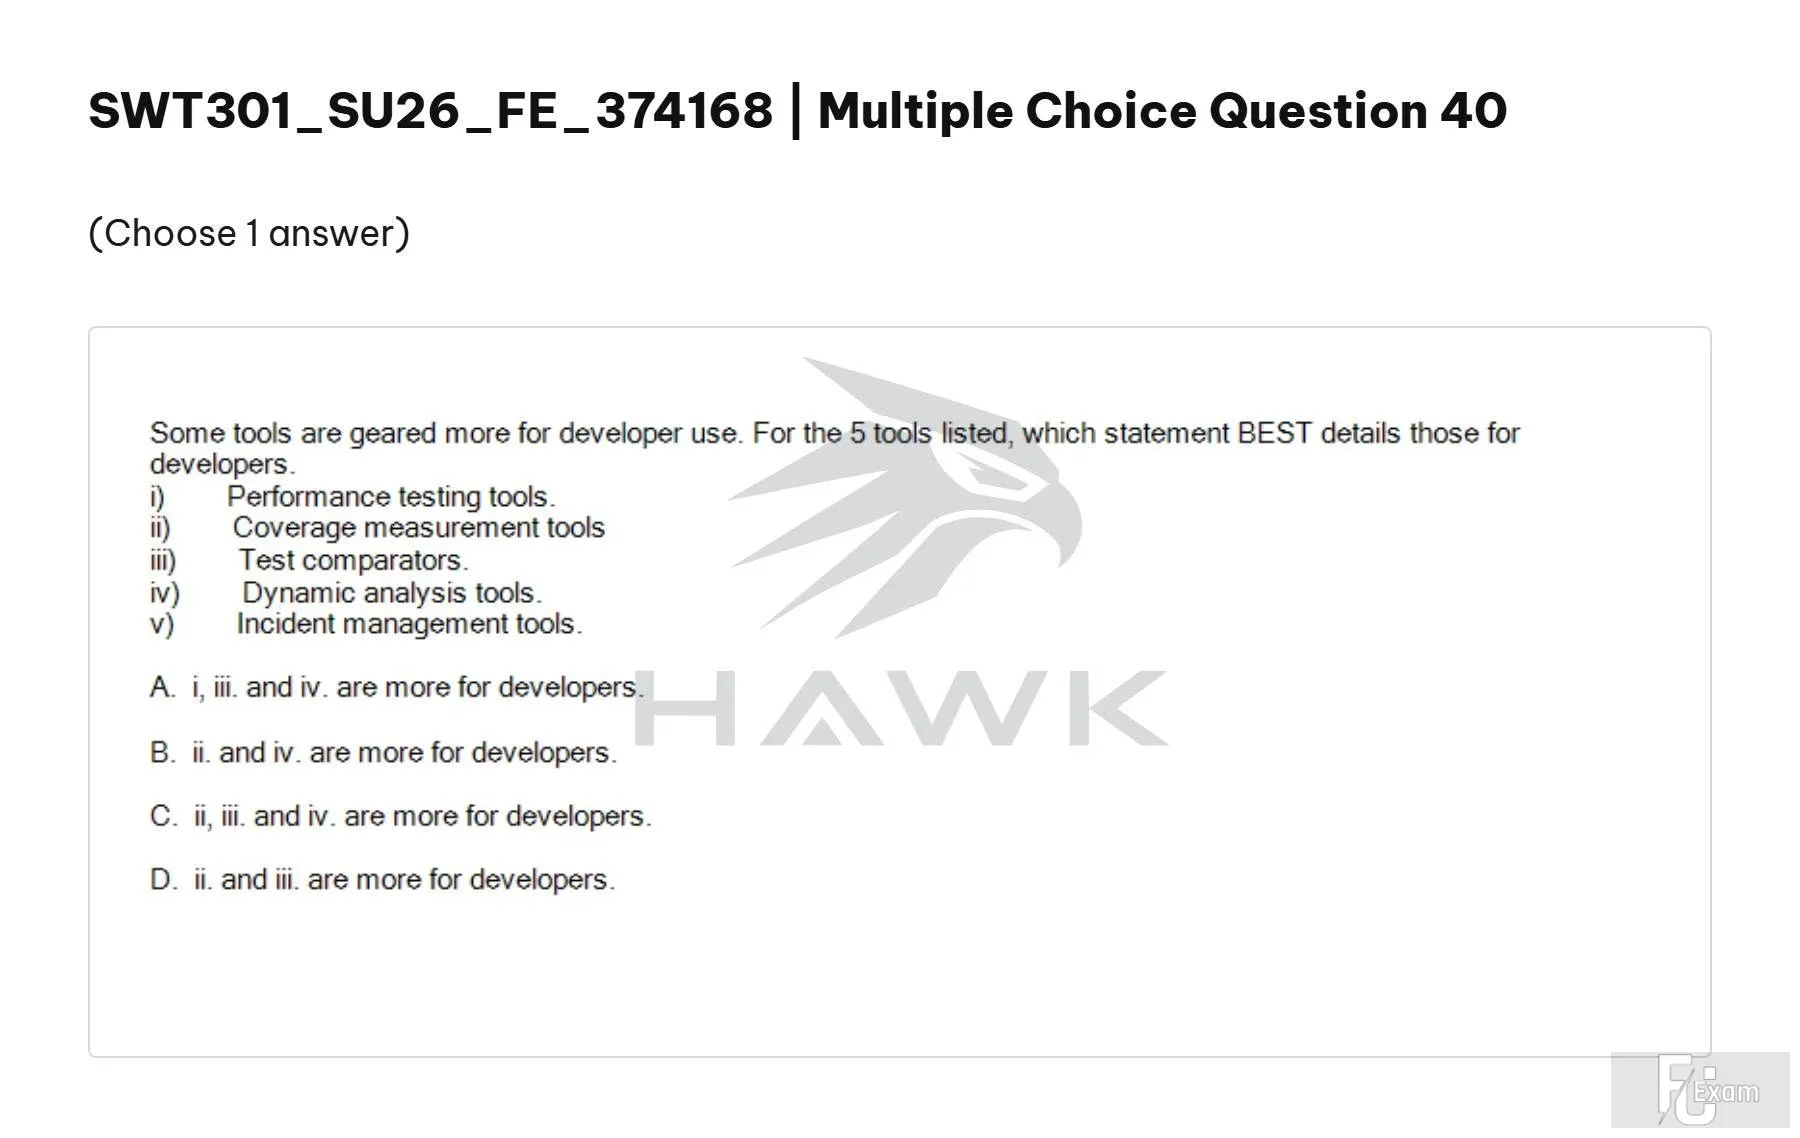 SWT301_SU26_FE_374168 | Multiple Choice Question 40
(Choose 1 answer)
Some tools are geared more for developer use. For the 5 tools listed, which statement BEST details those for
developers.
i) Performance testing tools.
ii) Coverage measurement tools
iii) Test comparators.
iv) Dynamic analysis tools.
v) Incident management tools.
A. i, iii. and iv. are more for developers.
B. ii. and iv. are more for developers.
C. ii, iii. and iv. are more for developers.
D. ii. and iii. are more for developers.
HAWK
FU Exam